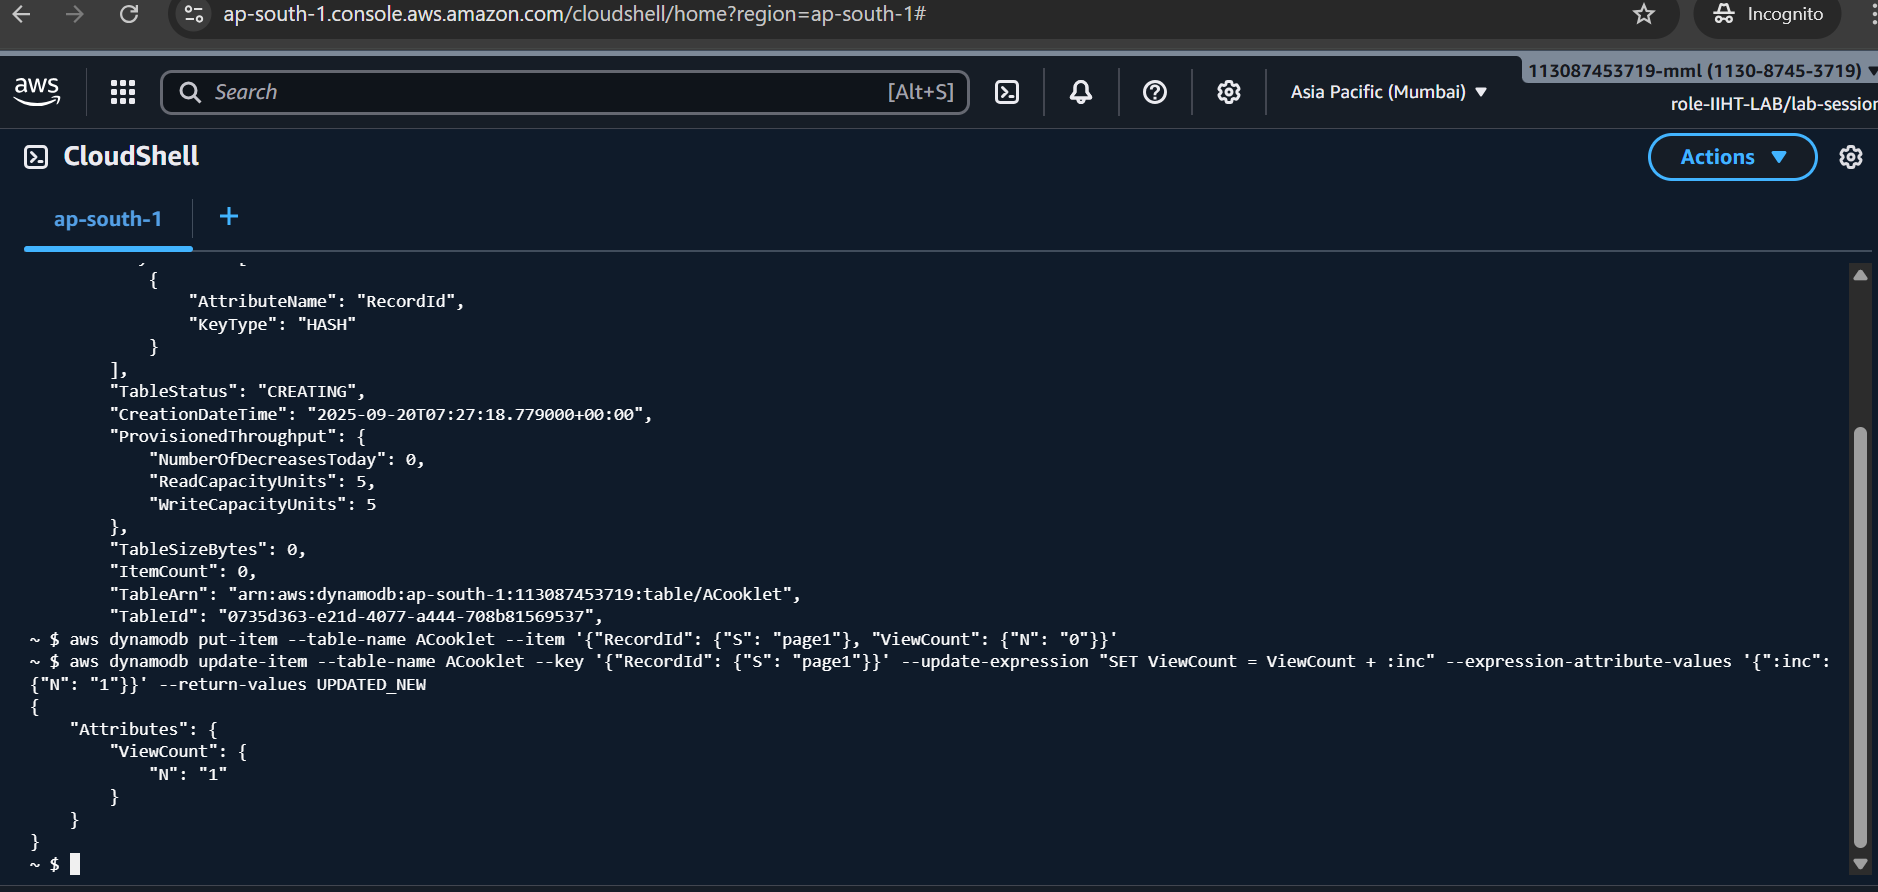 ap-south-1.console.aws.amazon.com/cloudshell/home?region=ap-south-1#
Incognito
aws
Search
[Alt+S]
Asia Pacific (Mumbai)
113087453719-mml (1130-8745-3719)
role-IIHT-LAB/lab-session
CloudShell
Actions
ap-south-1
+
{
"AttributeName": "RecordId",
"KeyType": "HASH"
}
],
"TableStatus": "CREATING",
"CreationDateTime": "2025-09-20T07:27:18.779000+00:00",
"ProvisionedThroughput": {
"NumberOfDecreasesToday": 0,
"ReadCapacityUnits": 5,
"WriteCapacityUnits": 5
},
"TableSizeBytes": 0,
"ItemCount": 0,
"TableArn": "arn:aws:dynamodb:ap-south-1:113087453719:table/ACooklet",
"TableId": "0735d363-e21d-4077-a444-708b81569537",
~ $ aws dynamodb put-item --table-name ACooklet --item '{"RecordId": {"S": "page1"}, "ViewCount": {"N": "0"}}'
~ $ aws dynamodb update-item --table-name ACooklet --key '{"RecordId": {"S": "page1"}}' --update-expression "SET ViewCount = ViewCount + :inc" --expression-attribute-values '{":inc":
{"N": "1"}}' --return-values UPDATED_NEW
{
"Attributes": {
"ViewCount": {
"N": "1"
}
}
}
~ $